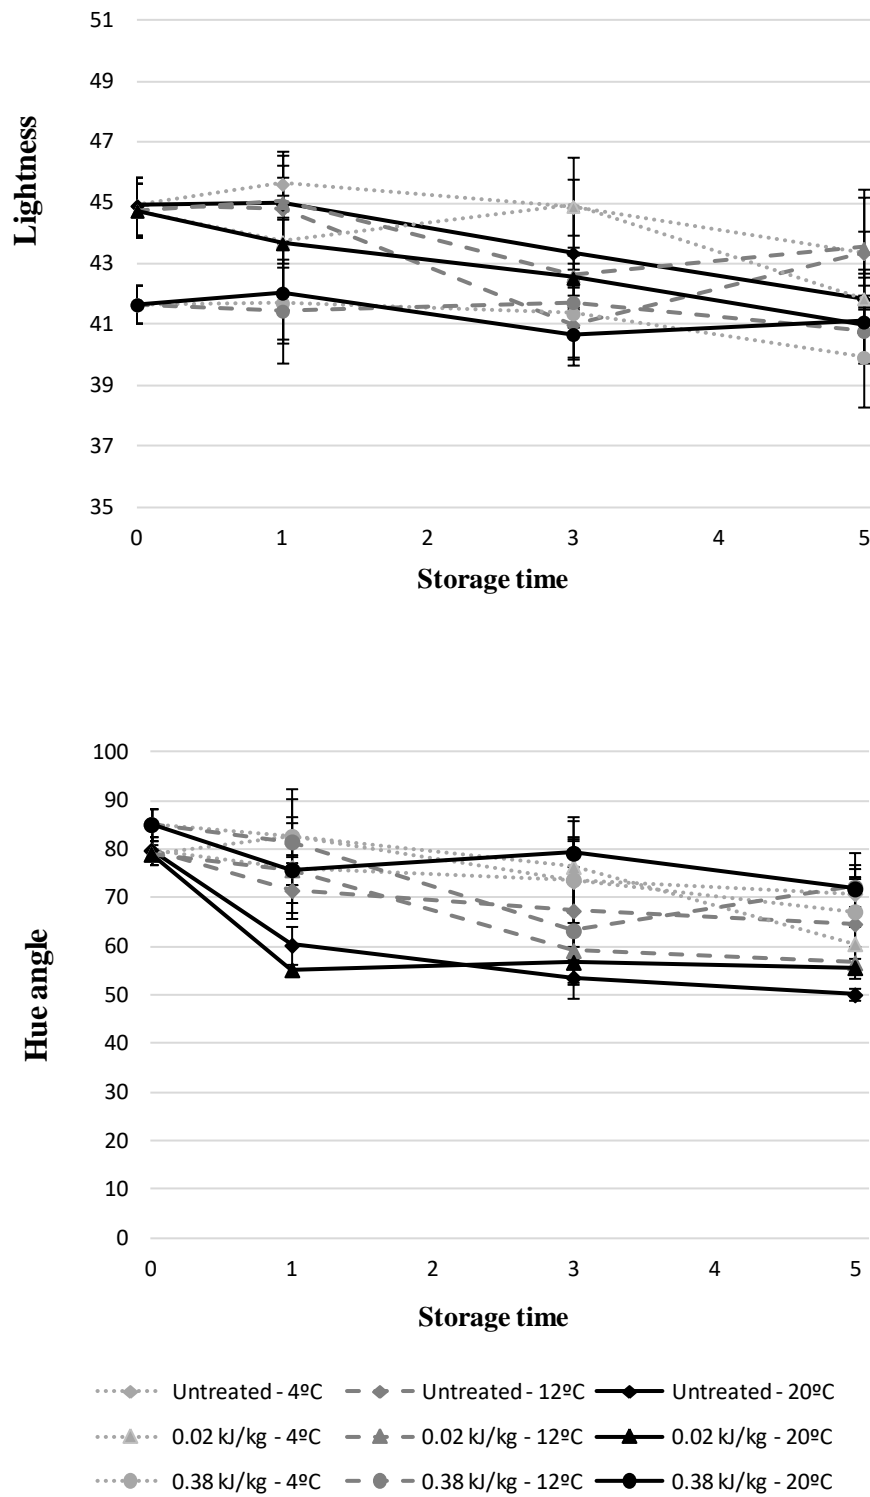 51
49
47
45
43
41
39
37
35
Lightness
0 1 2 3 4 5
Storage time
100
90
80
70
60
50
40
30
20
10
0
Hue angle
0 1 2 3 4 5
Storage time
Untreated - 4ºC Untreated - 12ºC Untreated - 20ºC
0.02 kJ/kg - 4ºC 0.02 kJ/kg - 12ºC 0.02 kJ/kg - 20ºC
0.38 kJ/kg - 4ºC 0.38 kJ/kg - 12ºC 0.38 kJ/kg - 20ºC